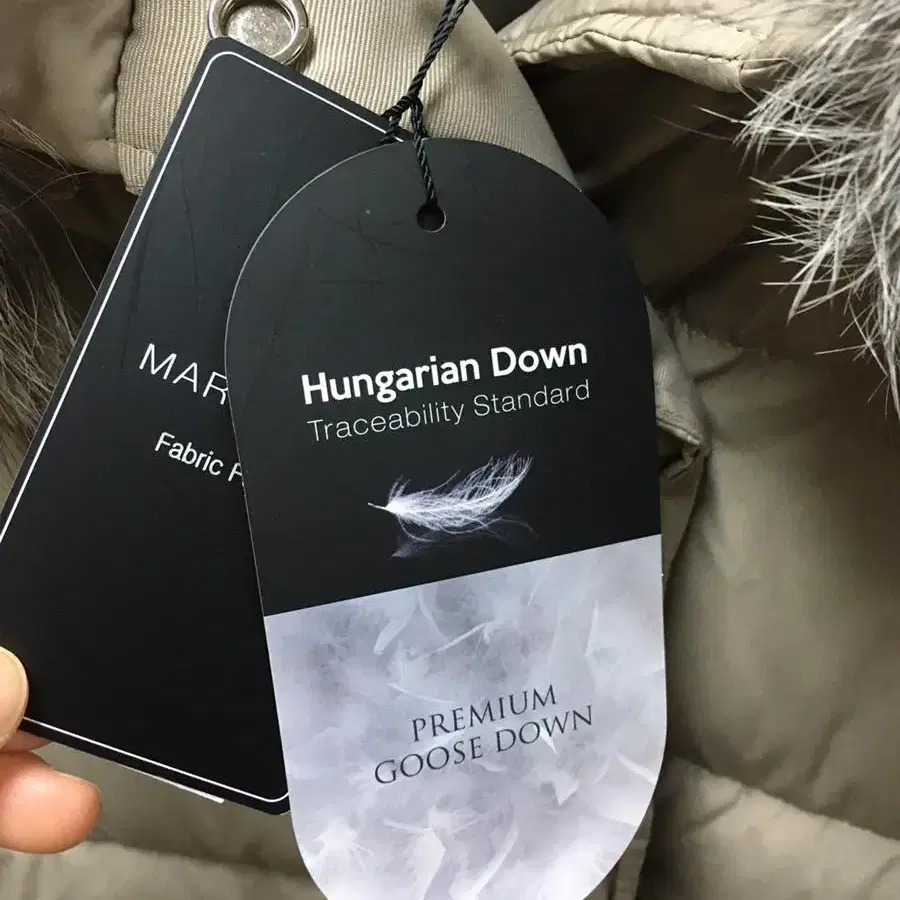 MAR
Fabric
Hungarian Down
Traceability Standard
PREMIUM
GOOSE DOWN